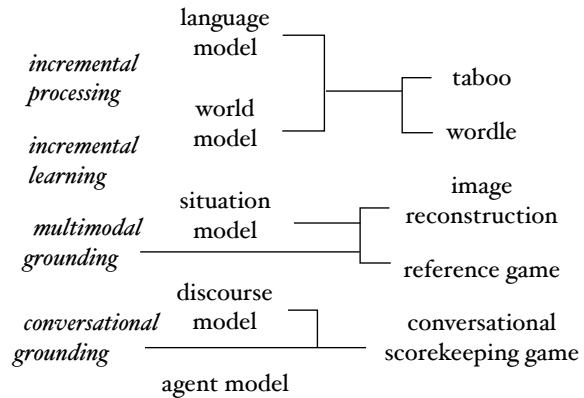 language
model
incremental
processing
taboo
world
model
wordle
incremental
learning
image
reconstruction
situation
model
multimodal
grounding
reference game
discourse
model
conversational
grounding
conversational
scorekeeping game
agent model